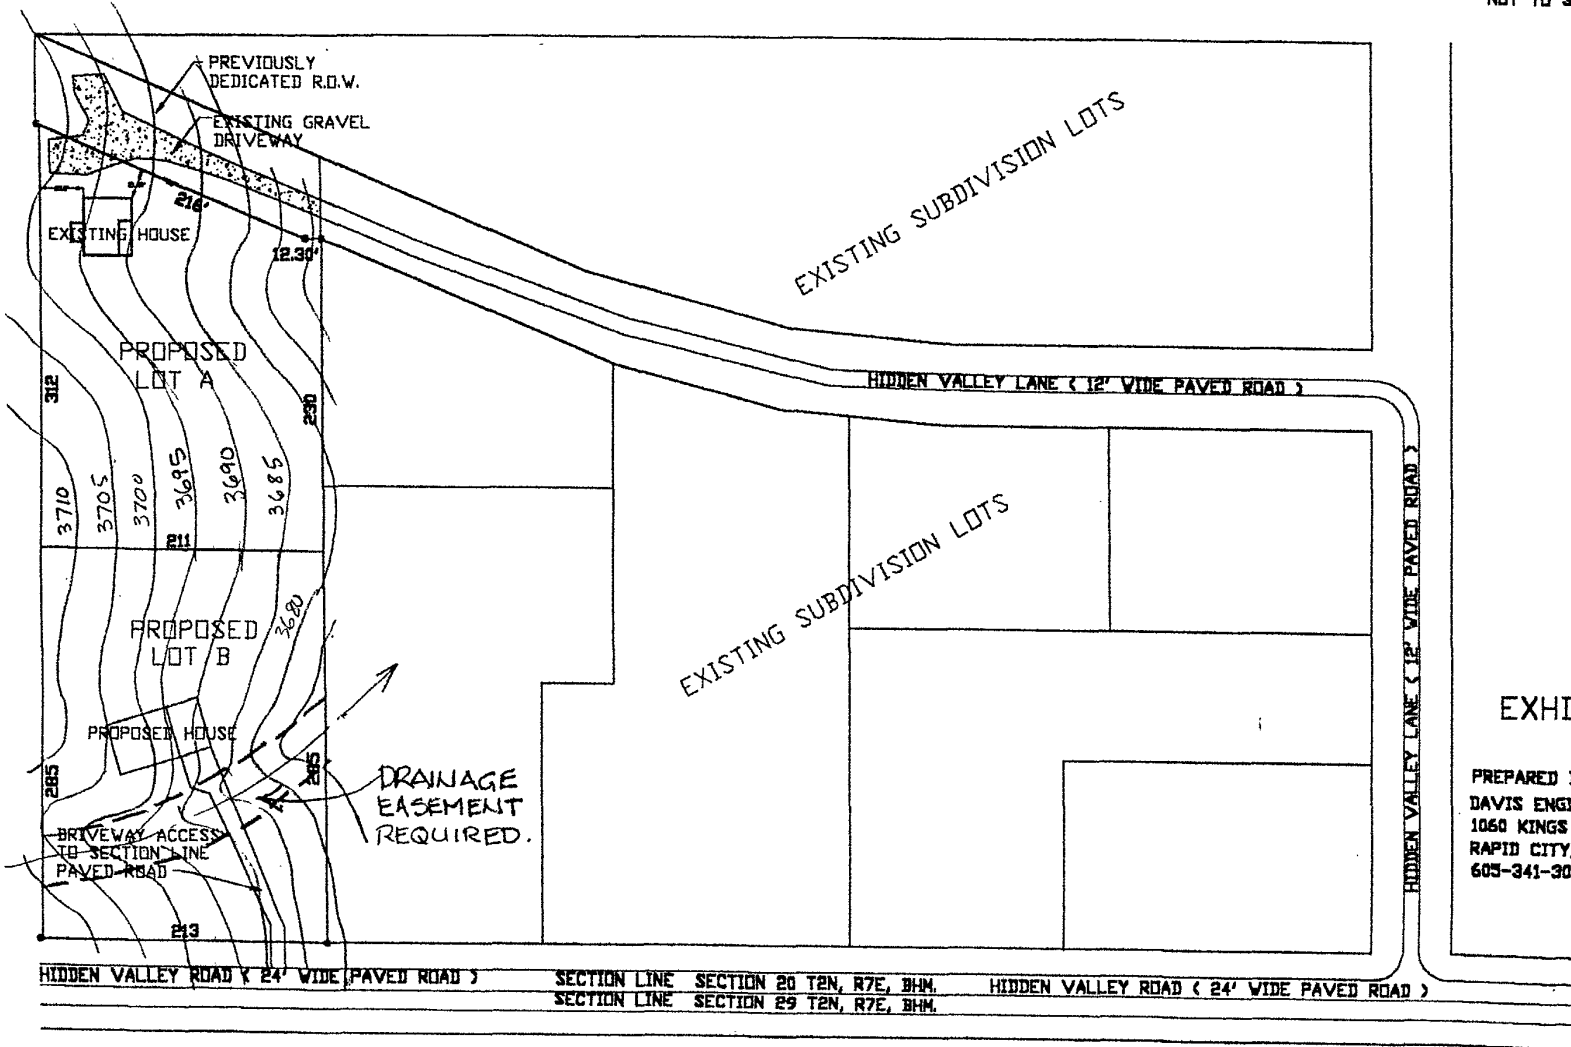 NOT TO
PREVIOUSLY
DEDICATED R.O.W.
EXISTING GRAVEL
DRIVEWAY
216'
EXISTING HOUSE
12.30'
EXISTING SUBDIVISION LOTS
PROPOSED
LOT A
312
230
HIDDEN VALLEY LANE ( 12' WIDE PAVED ROAD )
3710
3705
3700
3695
3690
3685
211
EXISTING SUBDIVISION LOTS
HIDDEN VALLEY LANE ( 12' WIDE PAVED ROAD )
3680
PROPOSED
LOT B
PROPOSED HOUSE
285
285
DRAINAGE
EASEMENT
REQUIRED.
DRIVEWAY ACCESS
TO SECTION LINE
PAVED ROAD
213
EXHI
PREPARED
DAVIS ENG
1060 KINGS
RAPID CITY,
605-341-30
HIDDEN VALLEY ROAD ( 24' WIDE PAVED ROAD )
SECTION LINE SECTION 20 T2N, R7E, BHM.
SECTION LINE SECTION 29 T2N, R7E, BHM.
HIDDEN VALLEY ROAD ( 24' WIDE PAVED ROAD )